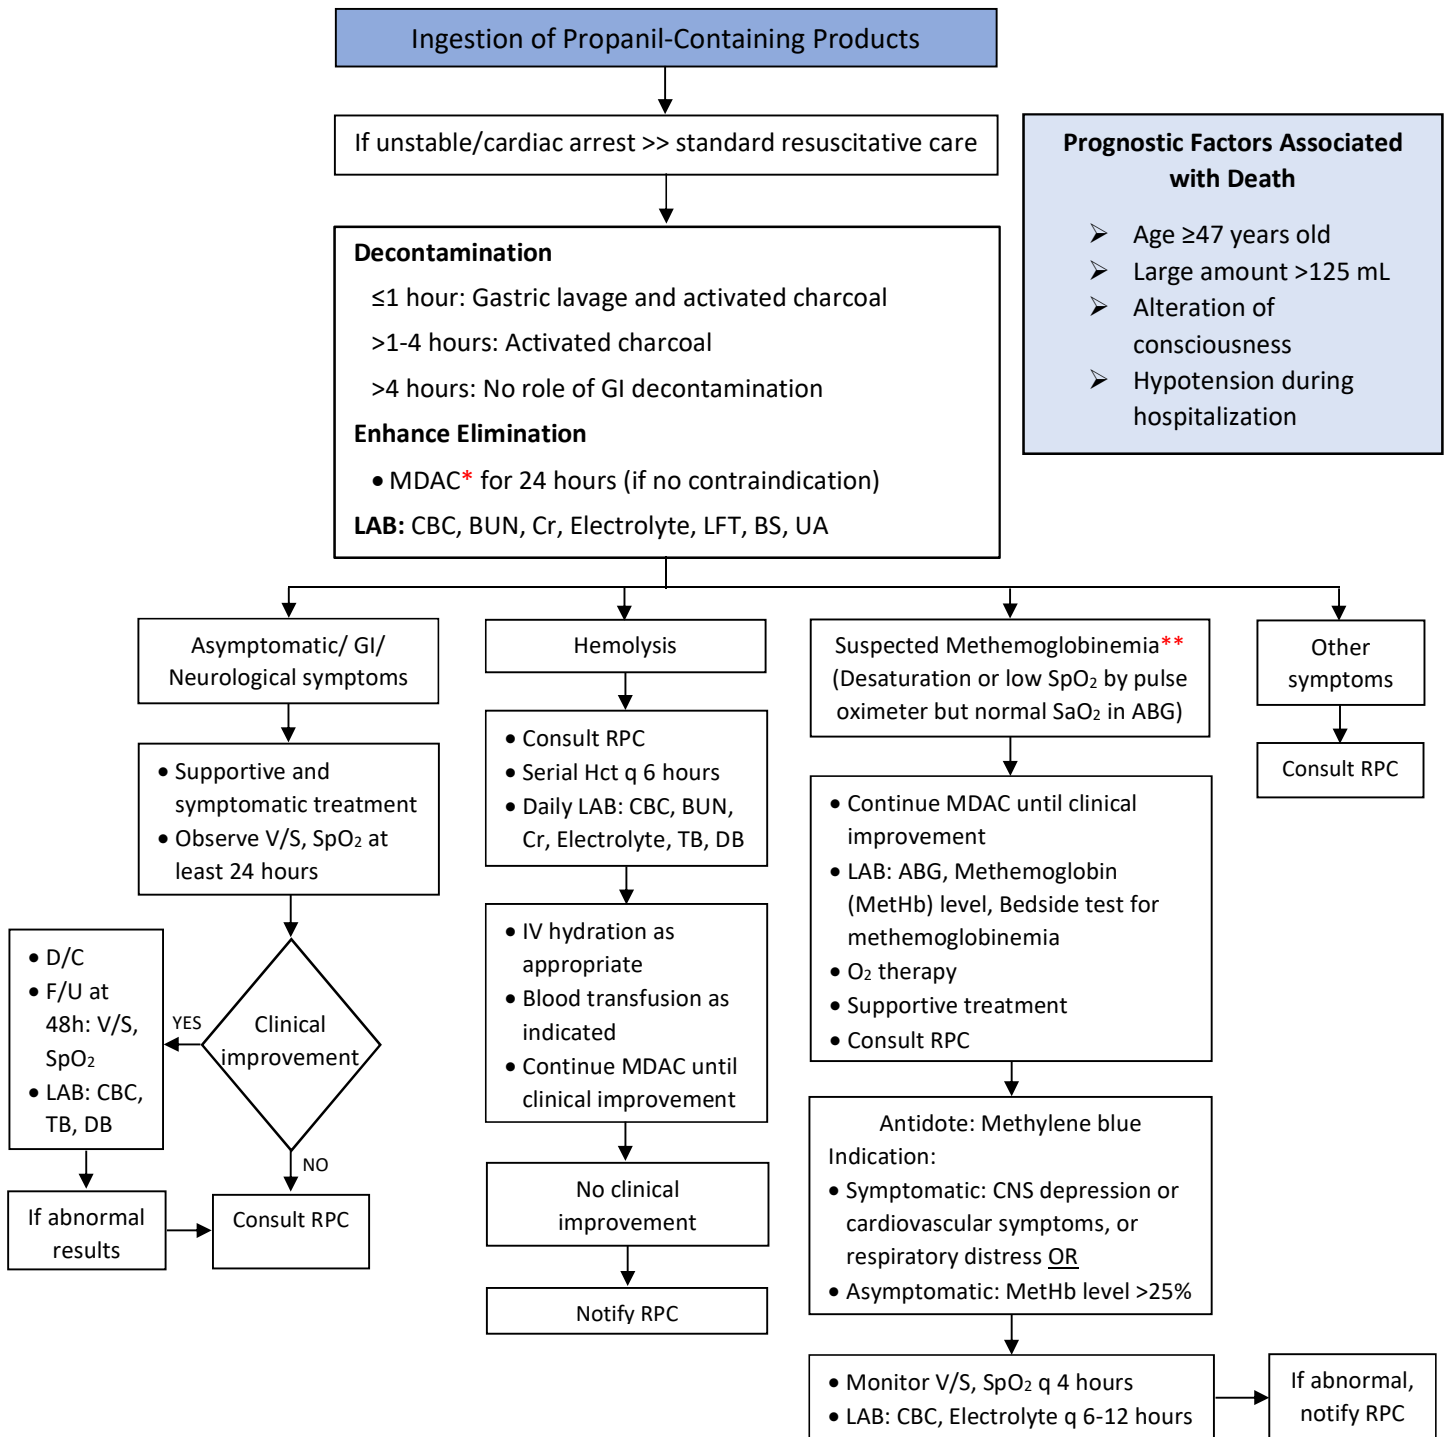 Ingestion of Propanil-Containing Products
If unstable/cardiac arrest >> standard resuscitative care
Prognostic Factors Associated
with Death
➢ Age ≥47 years old
➢ Large amount >125 mL
➢ Alteration of
consciousness
➢ Hypotension during
hospitalization
Decontamination
≤1 hour: Gastric lavage and activated charcoal
>1-4 hours: Activated charcoal
>4 hours: No role of GI decontamination
Enhance Elimination
• MDAC* for 24 hours (if no contraindication)
LAB: CBC, BUN, Cr, Electrolyte, LFT, BS, UA
Asymptomatic/ GI/
Neurological symptoms
• Supportive and
symptomatic treatment
• Observe V/S, SpO₂ at
least 24 hours
Clinical
improvement
YES
• D/C
• F/U at
48h: V/S,
SpO₂
• LAB: CBC,
TB, DB
If abnormal
results
NO
Consult RPC
Hemolysis
• Consult RPC
• Serial Hct q 6 hours
• Daily LAB: CBC, BUN,
Cr, Electrolyte, TB, DB
• IV hydration as
appropriate
• Blood transfusion as
indicated
• Continue MDAC until
clinical improvement
No clinical
improvement
Notify RPC
Suspected Methemoglobinemia**
(Desaturation or low SpO₂ by pulse
oximeter but normal SaO₂ in ABG)
• Continue MDAC until clinical
improvement
• LAB: ABG, Methemoglobin
(MetHb) level, Bedside test for
methemoglobinemia
• O₂ therapy
• Supportive treatment
• Consult RPC
Antidote: Methylene blue
Indication:
• Symptomatic: CNS depression or
cardiovascular symptoms, or
respiratory distress OR
• Asymptomatic: MetHb level >25%
• Monitor V/S, SpO₂ q 4 hours
• LAB: CBC, Electrolyte q 6-12 hours
If abnormal,
notify RPC
Other
symptoms
Consult RPC